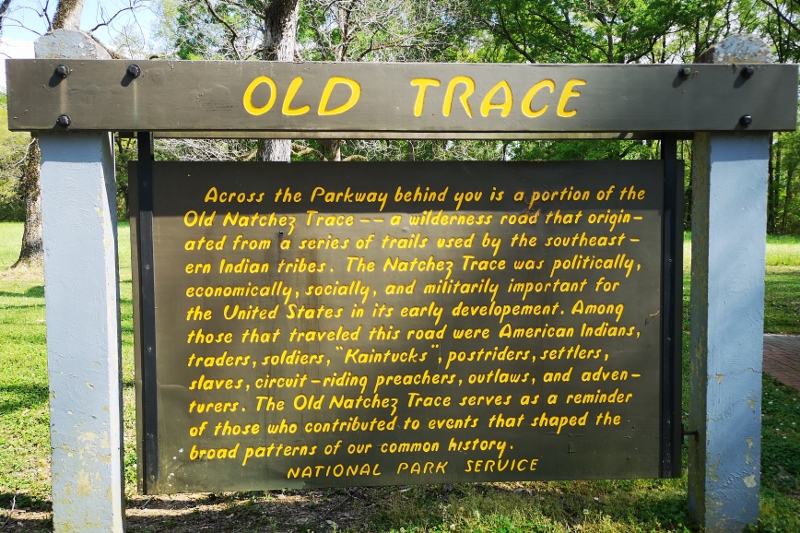 OLD TRACE
Across the Parkway behind you is a portion of the
Old Natchez Trace -- a wilderness road that origin-
ated from a series of trails used by the southeast-
ern Indian tribes. The Natchez Trace was politically,
economically, socially, and militarily important for
the United States in its early developement. Among
those that traveled this road were American Indians,
traders, soldiers, "Kaintucks", postriders, settlers,
slaves, circuit-riding preachers, outlaws, and adven-
turers. The Old Natchez Trace serves as a reminder
of those who contributed to events that shaped the
broad patterns of our common history.
NATIONAL PARK SERVICE